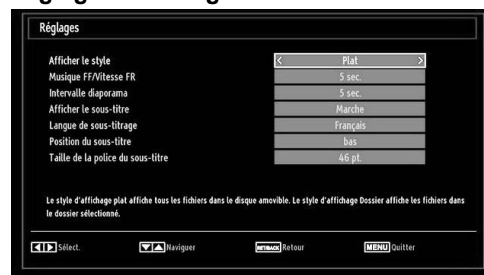 Réglages
Afficher le style < Plat >
Musique FF/Vitesse FR 5 sec.
Intervalle diaporama 5 sec.
Afficher le sous-titre Marche
Langue de sous-titrage Français
Position du sous-titre bas
Taille de la police du sous-titre 46 pt.
Le style d'affichage plat affiche tous les fichiers dans le disque amovible. Le style d'affichage Dossier affiche les fichiers dans
le dossier sélectionné.
Sélect. Naviguer RETBACK Retour MENU Quitter